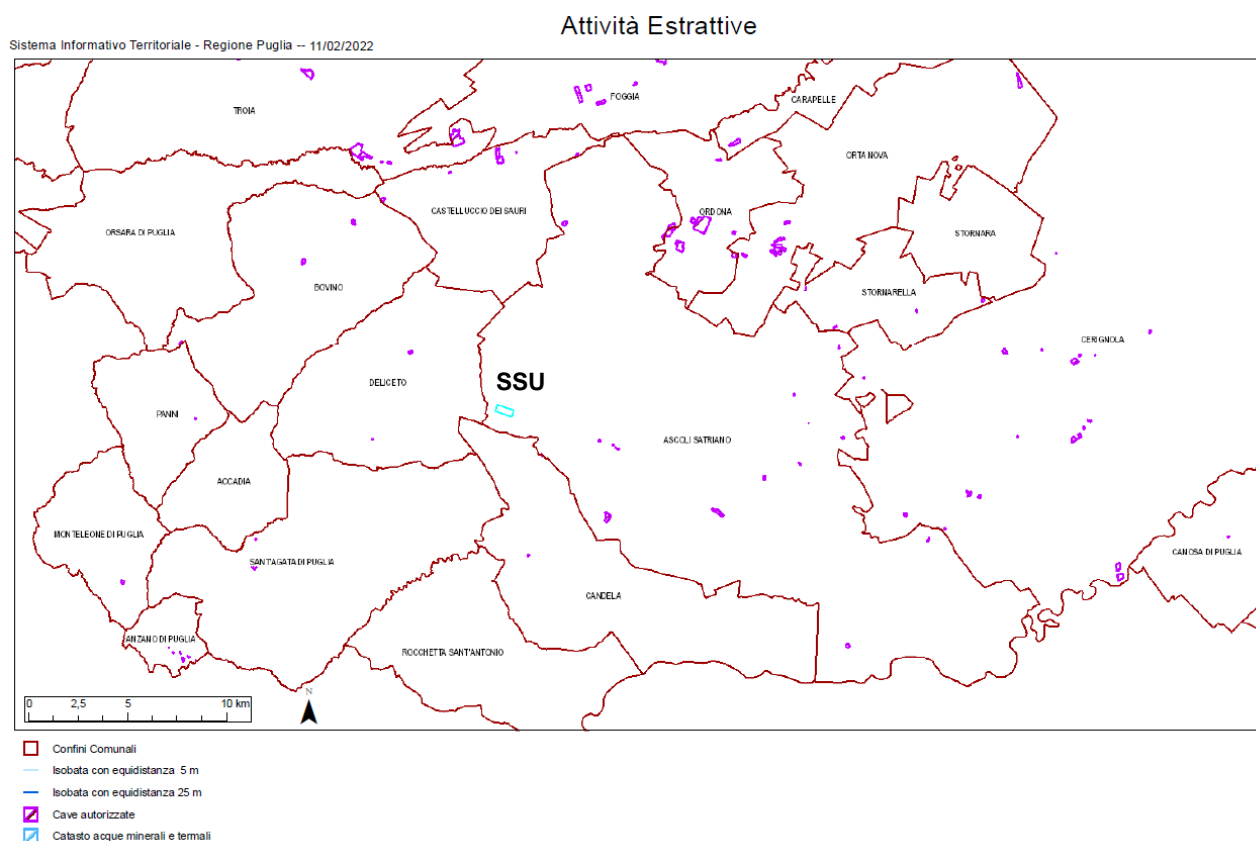 Attività Estrattive
Sistema Informativo Territoriale - Regione Puglia -- 11/02/2022
FOGGIA
CARAPELLE
TROIA
ORTA NOVA
CASTELLUCCIO DEI SAURI
ORDONA
ORSARA DI PUGLIA
STORNARA
BOVINO
STORNARELLA
CERIGNOLA
DELICETO
SSU
PANNI
ASCOLI SATRIANO
ACCADIA
MONTELEONE DI PUGLIA
CANOSA DI PUGLIA
SANT'AGATA DI PUGLIA
CANDELA
ANZANO DI PUGLIA
ROCCHETTA SANT'ANTONIO
N
0 2,5 5 10 km
Confini Comunali
Isobata con equidistanza 5 m
Isobata con equidistanza 25 m
Cave autorizzate
Catasto acque minerali e termali